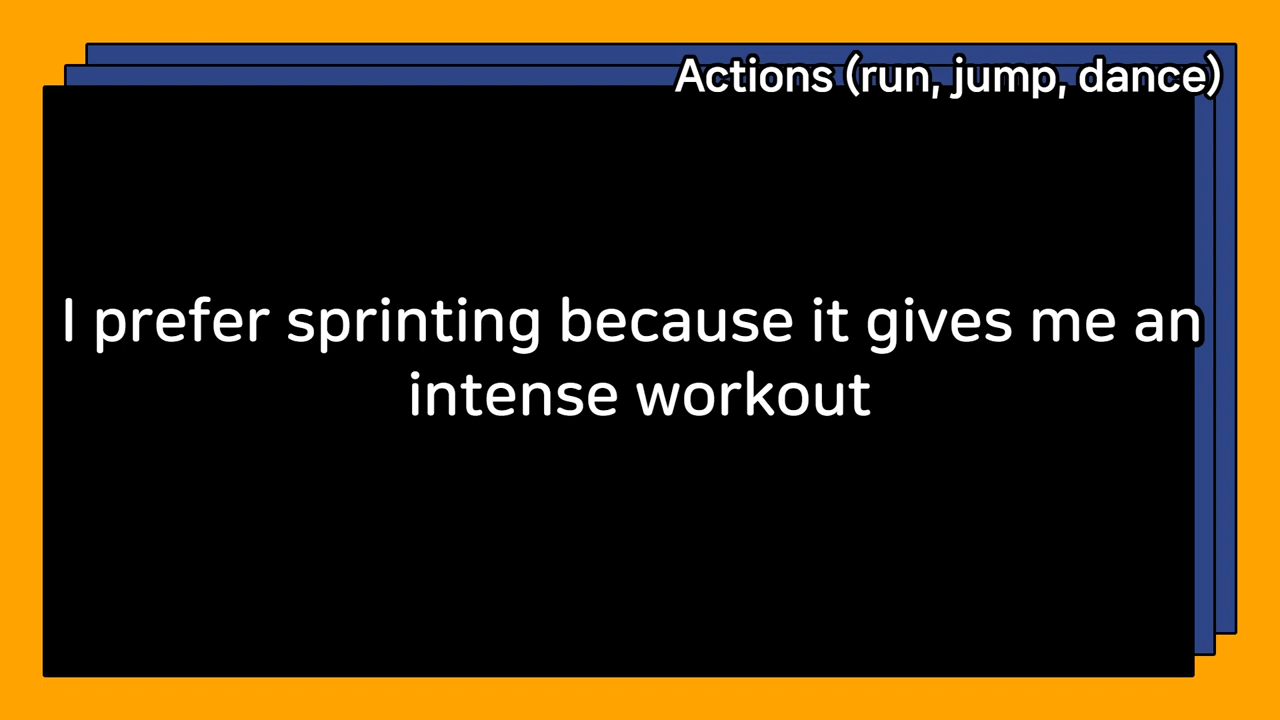 Actions (run, jump, dance)
I prefer sprinting because it gives me an
intense workout